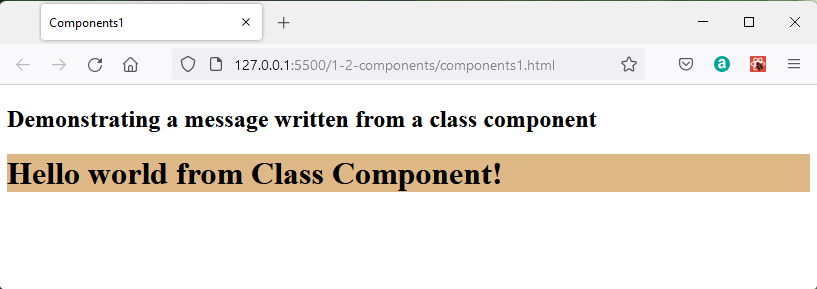 Components1
127.0.0.1:5500/1-2-components/components1.html
Demonstrating a message written from a class component
Hello world from Class Component!